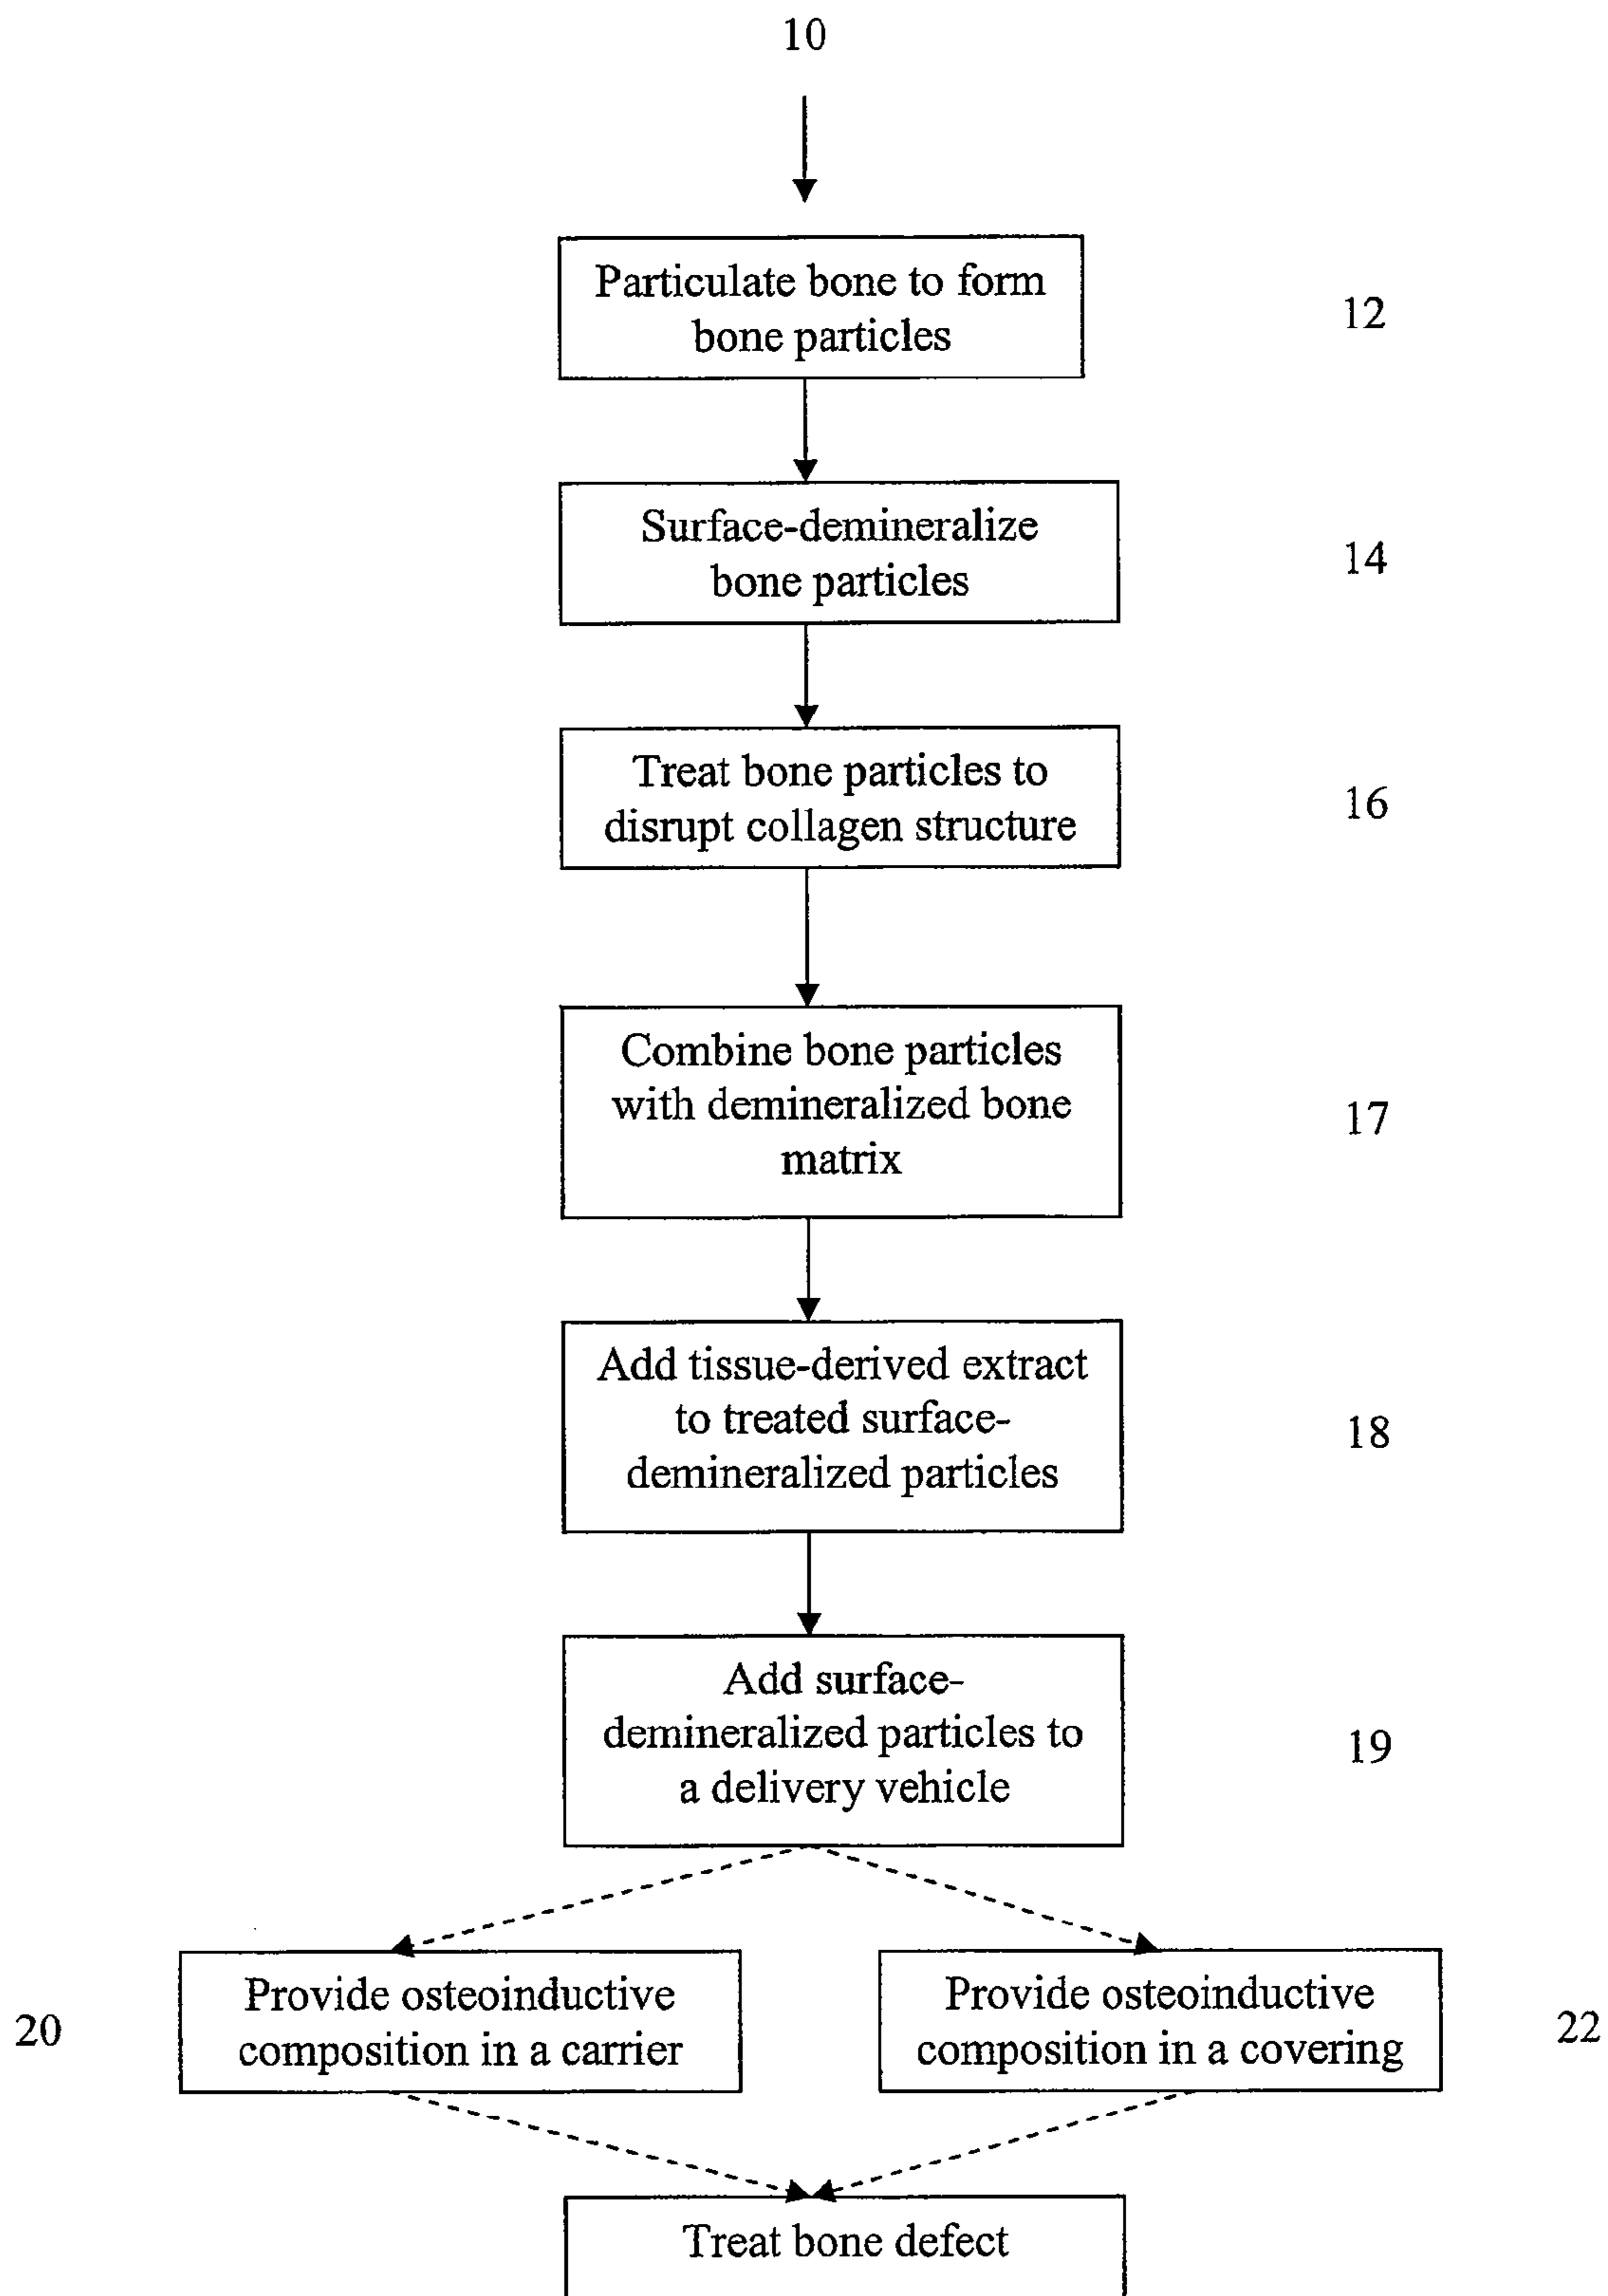 10
Particulate bone to form
bone particles
12
Surface-demineralize
bone particles
14
Treat bone particles to
disrupt collagen structure
16
Combine bone particles
with demineralized bone
matrix
17
Add tissue-derived extract
to treated surface-
demineralized particles
18
Add surface-
demineralized particles to
a delivery vehicle
19
20
Provide osteoinductive
composition in a carrier
Provide osteoinductive
composition in a covering
22
Treat bone defect